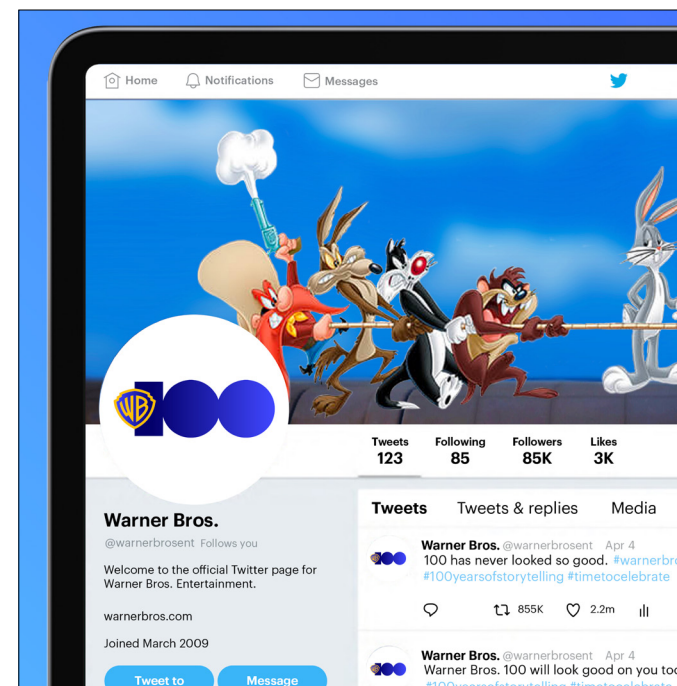 Home Notifications Messages
WB 100
Tweets Following Followers Likes
123 85 85K 3K
Warner Bros.
@warnerbrosent Follows you
Welcome to the official Twitter page for
Warner Bros. Entertainment.
warnerbros.com
Joined March 2009
Tweet to Message
Tweets Tweets & replies Media
Warner Bros. @warnerbrosent Apr 4
100 has never looked so good.
#100yearsofstorytelling #timetocelebrate
855K 2.2m
Warner Bros. @warnerbrosent Apr 4
Warner Bros. 100 will look good on you
#100yearsofstorytelling #timetocelebrate